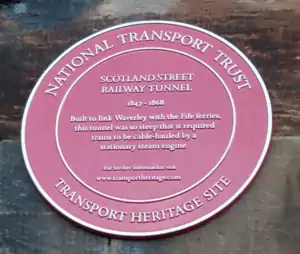 NATIONAL TRANSPORT TRUST
SCOTLAND STREET
RAILWAY TUNNEL
1847 - 1868
Built to link Waverley with the Fife ferries,
this tunnel was so steep that it required
trains to be cable-hauled by a
stationary steam engine
For further information visit
www.transportheritage.com
TRANSPORT HERITAGE SITE